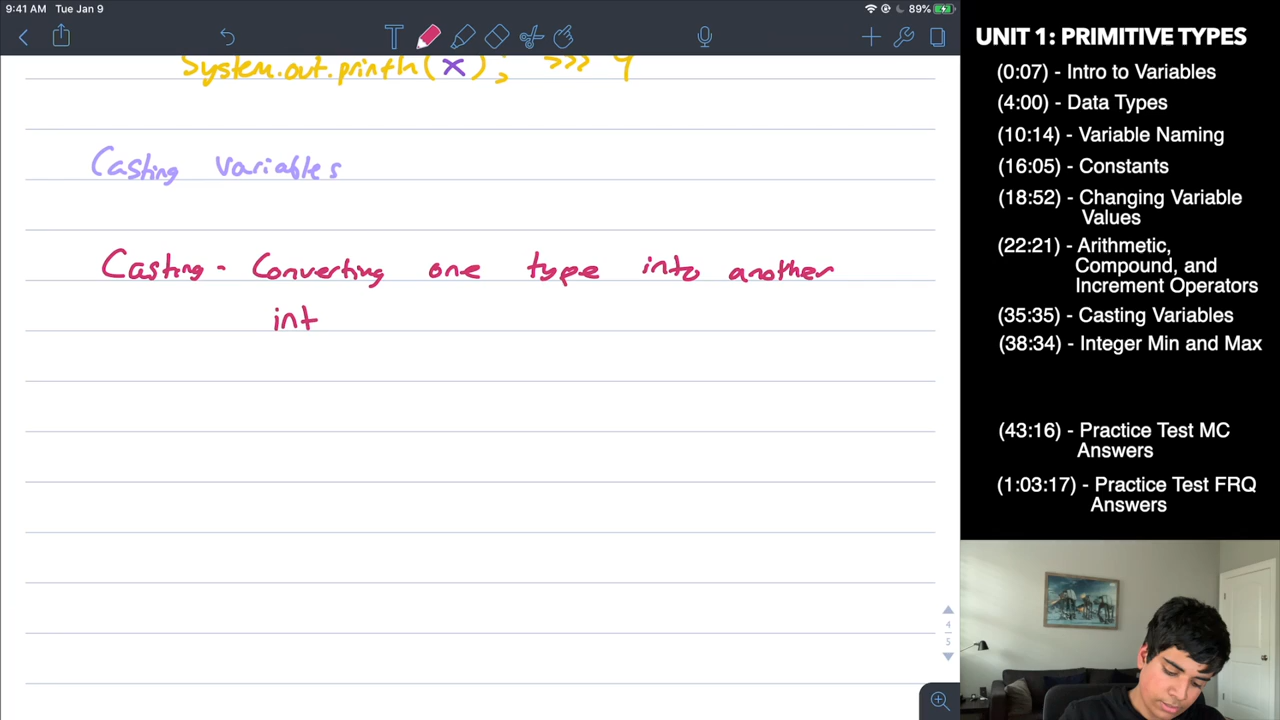 9:41 AM Tue Jan 9
89%
System.out.println(x); >>> 9
Casting Variables
Casting - Converting one type into another
int
4
5
UNIT 1: PRIMITIVE TYPES
(0:07) - Intro to Variables
(4:00) - Data Types
(10:14) - Variable Naming
(16:05) - Constants
(18:52) - Changing Variable
Values
(22:21) - Arithmetic,
Compound, and
Increment Operators
(35:35) - Casting Variables
(38:34) - Integer Min and Max
(43:16) - Practice Test MC
Answers
(1:03:17) - Practice Test FRQ
Answers